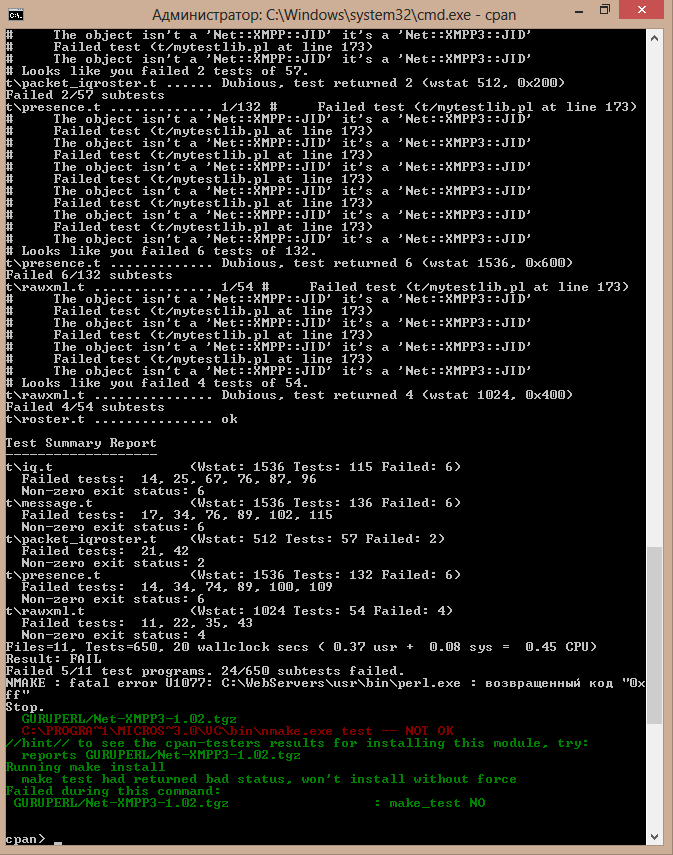 Администратор: C:\Windows\system32\cmd.exe - cpan
#     The object isn't a 'Net::XMPP::JID' it's a 'Net::XMPP3::JID'
#     Failed test (t/mytestlib.pl at line 173)
#     The object isn't a 'Net::XMPP::JID' it's a 'Net::XMPP3::JID'
#     Failed test (t/mytestlib.pl at line 173)
# Looks like you failed 2 tests of 57.
t\packet_iqroster.t ...... Dubious, test returned 2 (wstat 512, 0x200)
Failed 2/57 subtests
t\presence.t ............. 1/132 #     Failed test (t/mytestlib.pl at line 173)
#     The object isn't a 'Net::XMPP::JID' it's a 'Net::XMPP3::JID'
#     Failed test (t/mytestlib.pl at line 173)
#     The object isn't a 'Net::XMPP::JID' it's a 'Net::XMPP3::JID'
#     Failed test (t/mytestlib.pl at line 173)
#     The object isn't a 'Net::XMPP::JID' it's a 'Net::XMPP3::JID'
#     Failed test (t/mytestlib.pl at line 173)
#     The object isn't a 'Net::XMPP::JID' it's a 'Net::XMPP3::JID'
#     Failed test (t/mytestlib.pl at line 173)
#     The object isn't a 'Net::XMPP::JID' it's a 'Net::XMPP3::JID'
#     Failed test (t/mytestlib.pl at line 173)
#     The object isn't a 'Net::XMPP::JID' it's a 'Net::XMPP3::JID'
# Looks like you failed 6 tests of 132.
t\presence.t ............. Dubious, test returned 6 (wstat 1536, 0x600)
Failed 6/132 subtests
t\rawxml.t ............... 1/54 #     Failed test (t/mytestlib.pl at line 173)
#     The object isn't a 'Net::XMPP::JID' it's a 'Net::XMPP3::JID'
#     Failed test (t/mytestlib.pl at line 173)
#     The object isn't a 'Net::XMPP::JID' it's a 'Net::XMPP3::JID'
#     Failed test (t/mytestlib.pl at line 173)
#     The object isn't a 'Net::XMPP::JID' it's a 'Net::XMPP3::JID'
#     Failed test (t/mytestlib.pl at line 173)
#     The object isn't a 'Net::XMPP::JID' it's a 'Net::XMPP3::JID'
# Looks like you failed 4 tests of 54.
t\rawxml.t ............... Dubious, test returned 4 (wstat 1024, 0x400)
Failed 4/54 subtests
t\roster.t ............... ok
Test Summary Report
-------------------
t\iq.t                 (Wstat: 1536 Tests: 115 Failed: 6)
  Failed tests:  14, 25, 67, 76, 87, 96
  Non-zero exit status: 6
t\message.t            (Wstat: 1536 Tests: 136 Failed: 6)
  Failed tests:  17, 34, 76, 89, 102, 115
  Non-zero exit status: 6
t\packet_iqroster.t    (Wstat: 512 Tests: 57 Failed: 2)
  Failed tests:  21, 42
  Non-zero exit status: 2
t\presence.t           (Wstat: 1536 Tests: 132 Failed: 6)
  Failed tests:  14, 34, 74, 89, 100, 109
  Non-zero exit status: 6
t\rawxml.t             (Wstat: 1024 Tests: 54 Failed: 4)
  Failed tests:  11, 22, 35, 43
  Non-zero exit status: 4
Files=11, Tests=650, 20 wallclock secs ( 0.37 usr +  0.08 sys =  0.45 CPU)
Result: FAIL
Failed 5/11 test programs. 24/650 subtests failed.
NMAKE : fatal error U1077: C:\WebServers\usr\bin\perl.exe : возвращенный код "0x
ff"
Stop.
  GURUPERL/Net-XMPP3-1.02.tgz
  C:\PROGRA~1\MICROS~3.0\VC\bin\nmake.exe test -- NOT OK
//hint// to see the cpan-testers results for installing this module, try:
  reports GURUPERL/Net-XMPP3-1.02.tgz
Running make install
  make test had returned bad status, won't install without force
Failed during this command:
 GURUPERL/Net-XMPP3-1.02.tgz                  : make_test NO
cpan> _